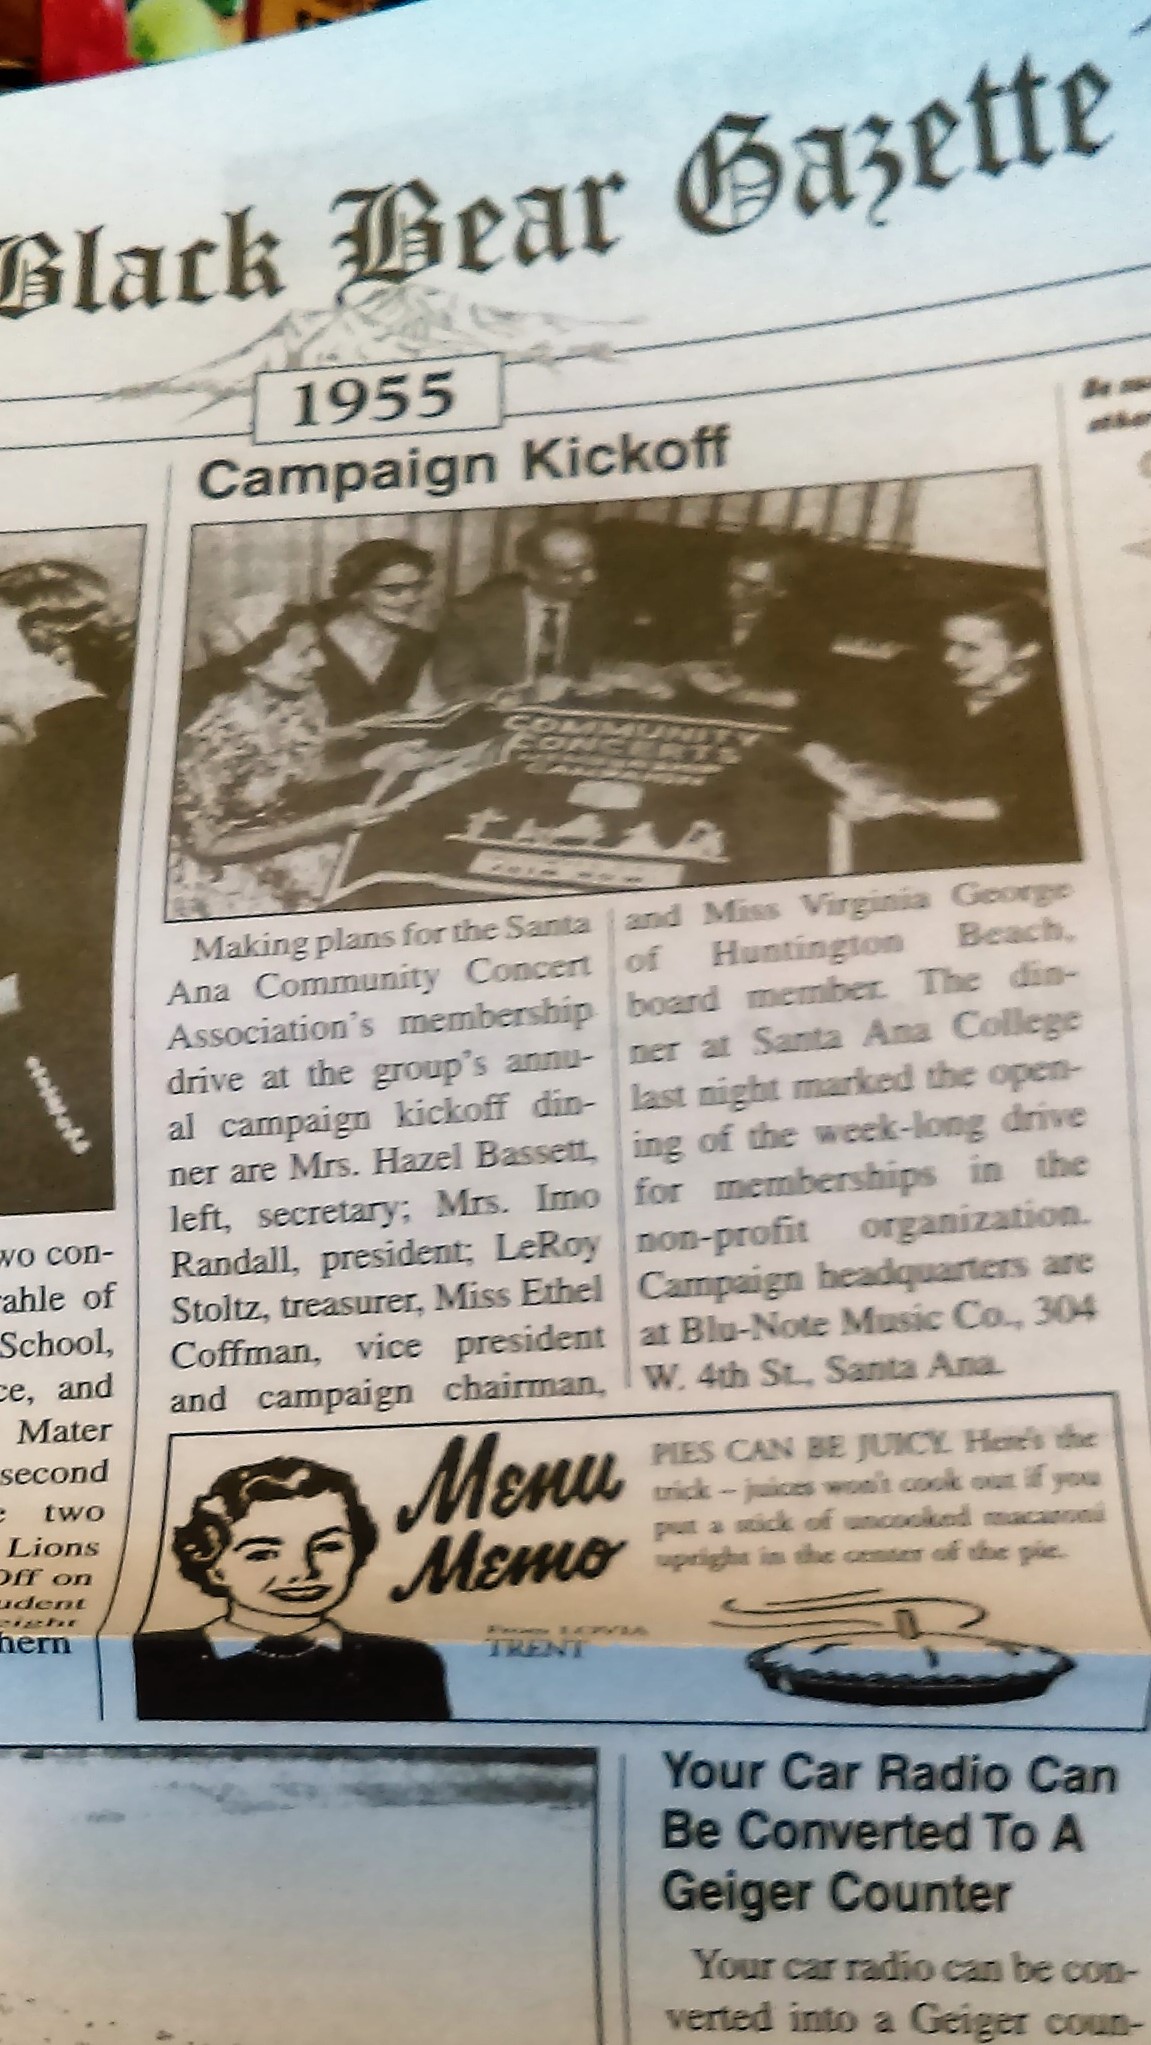 Black Bear Gazette
1955
Campaign Kickoff
COMMUNITY
CONCERTS
Making plans for the Santa
Ana Community Concert
Association's membership
drive at the group's annu-
al campaign kickoff din-
ner are Mrs. Hazel Bassett,
left, secretary; Mrs. Imo
Randall, president; LeRoy
Stoltz, treasurer, Miss Ethel
Coffman, vice president
and campaign chairman,
and Miss Virginia George
of Huntington Beach,
board member. The din-
ner at Santa Ana College
last night marked the open-
ing of the week-long drive
for memberships in the
non-profit organization.
Campaign headquarters are
at Blu-Note Music Co., 304
W. 4th St., Santa Ana.
wo con-
ahle of
School,
ce, and
Mater
second
two
Lions
Off on
udent
eight
hern
Menu
Memo
From LOVIA
TRENT
PIES CAN BE JUICY. Here's the
trick – juices won't cook out if you
put a stick of uncooked macaroni
upright in the center of the pie.
Your Car Radio Can
Be Converted To A
Geiger Counter
Your car radio can be con-
verted into a Geiger coun-